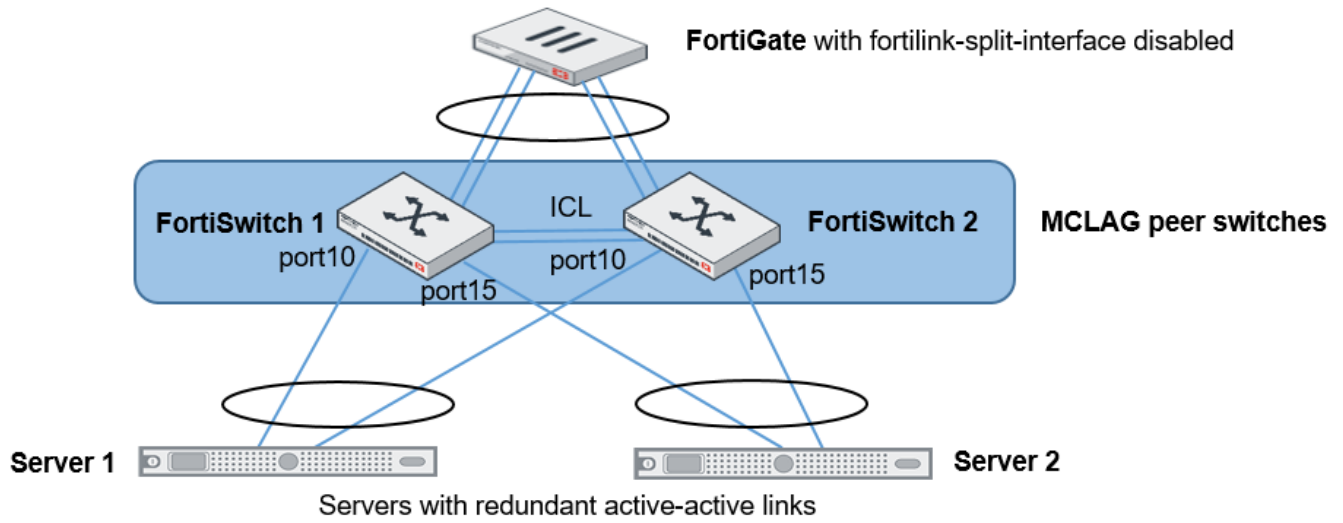 FortiGate with fortilink-split-interface disabled
FortiSwitch 1
ICL
FortiSwitch 2
MCLAG peer switches
port10
port10
port15
port15
Server 1
Server 2
Servers with redundant active-active links